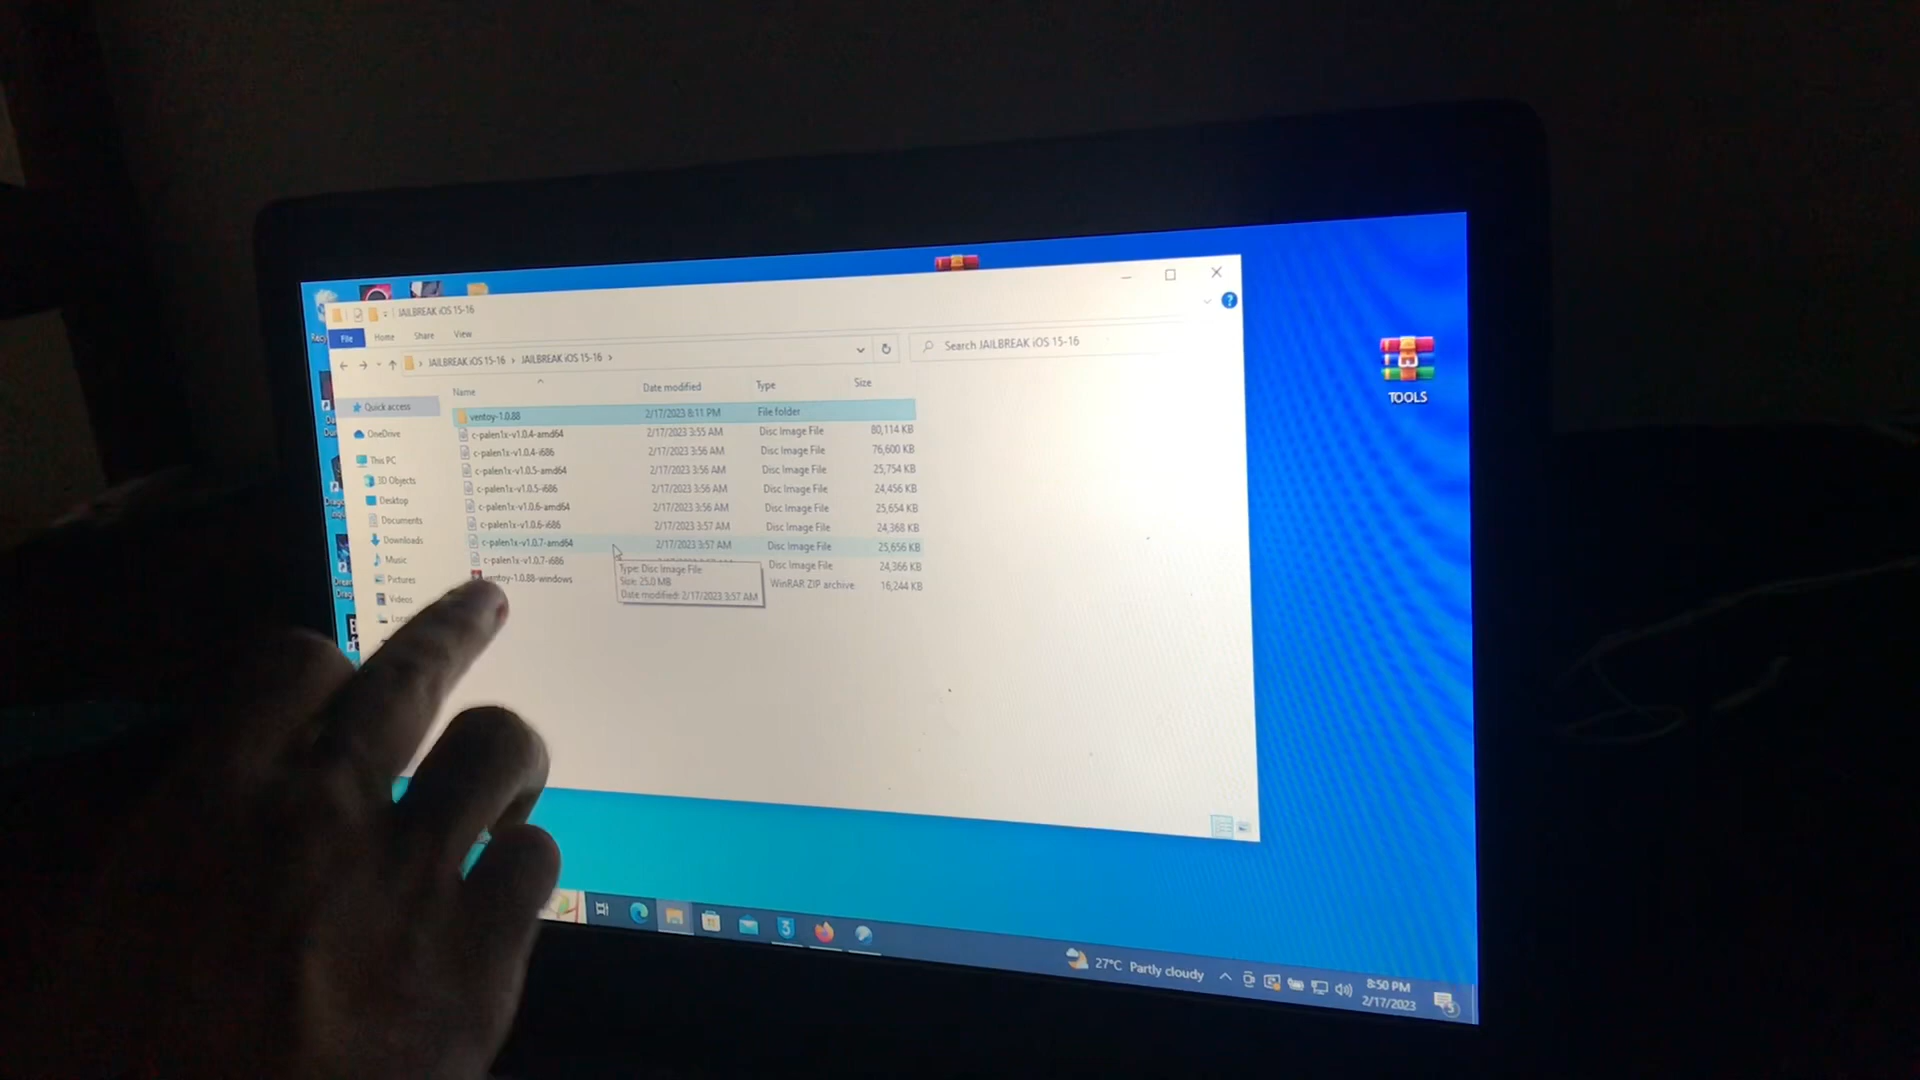 JAILBREAK iOS 15-16
File Home Share View
JAILBREAK iOS 15-16 › JAILBREAK iOS 15-16 ›
Search JAILBREAK iOS 15-16
Name Date modified Type Size
ventoy-1.0.88 2/17/2023 8:11 PM File folder
c-palen1x-v1.0.4-amd64 2/17/2023 3:55 AM Disc Image File 80,114 KB
c-palen1x-v1.0.4-i686 2/17/2023 3:56 AM Disc Image File 76,600 KB
c-palen1x-v1.0.5-amd64 2/17/2023 3:56 AM Disc Image File 25,754 KB
c-palen1x-v1.0.5-i686 2/17/2023 3:56 AM Disc Image File 24,456 KB
c-palen1x-v1.0.6-amd64 2/17/2023 3:56 AM Disc Image File 25,654 KB
c-palen1x-v1.0.6-i686 2/17/2023 3:57 AM Disc Image File 24,368 KB
c-palen1x-v1.0.7-amd64 2/17/2023 3:57 AM Disc Image File 25,656 KB
c-palen1x-v1.0.7-i686 Disc Image File 24,366 KB
ventoy-1.0.88-windows WinRAR ZIP archive 16,244 KB
Type: Disc Image File
Size: 25.0 MB
Date modified: 2/17/2023 3:57 AM
Quick access
OneDrive
This PC
3D Objects
Desktop
Documents
Downloads
Music
Pictures
Videos
TOOLS
27°C Partly cloudy
8:50 PM
2/17/2023
5